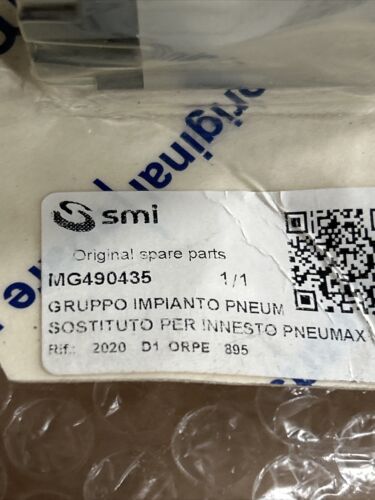 original
smi
Original spare parts
MG490435 1/1
GRUPPO IMPIANTO PNEUM
SOSTITUTO PER INNESTO PNEUMAX
Rif.: 2020 D1 ORPE 895